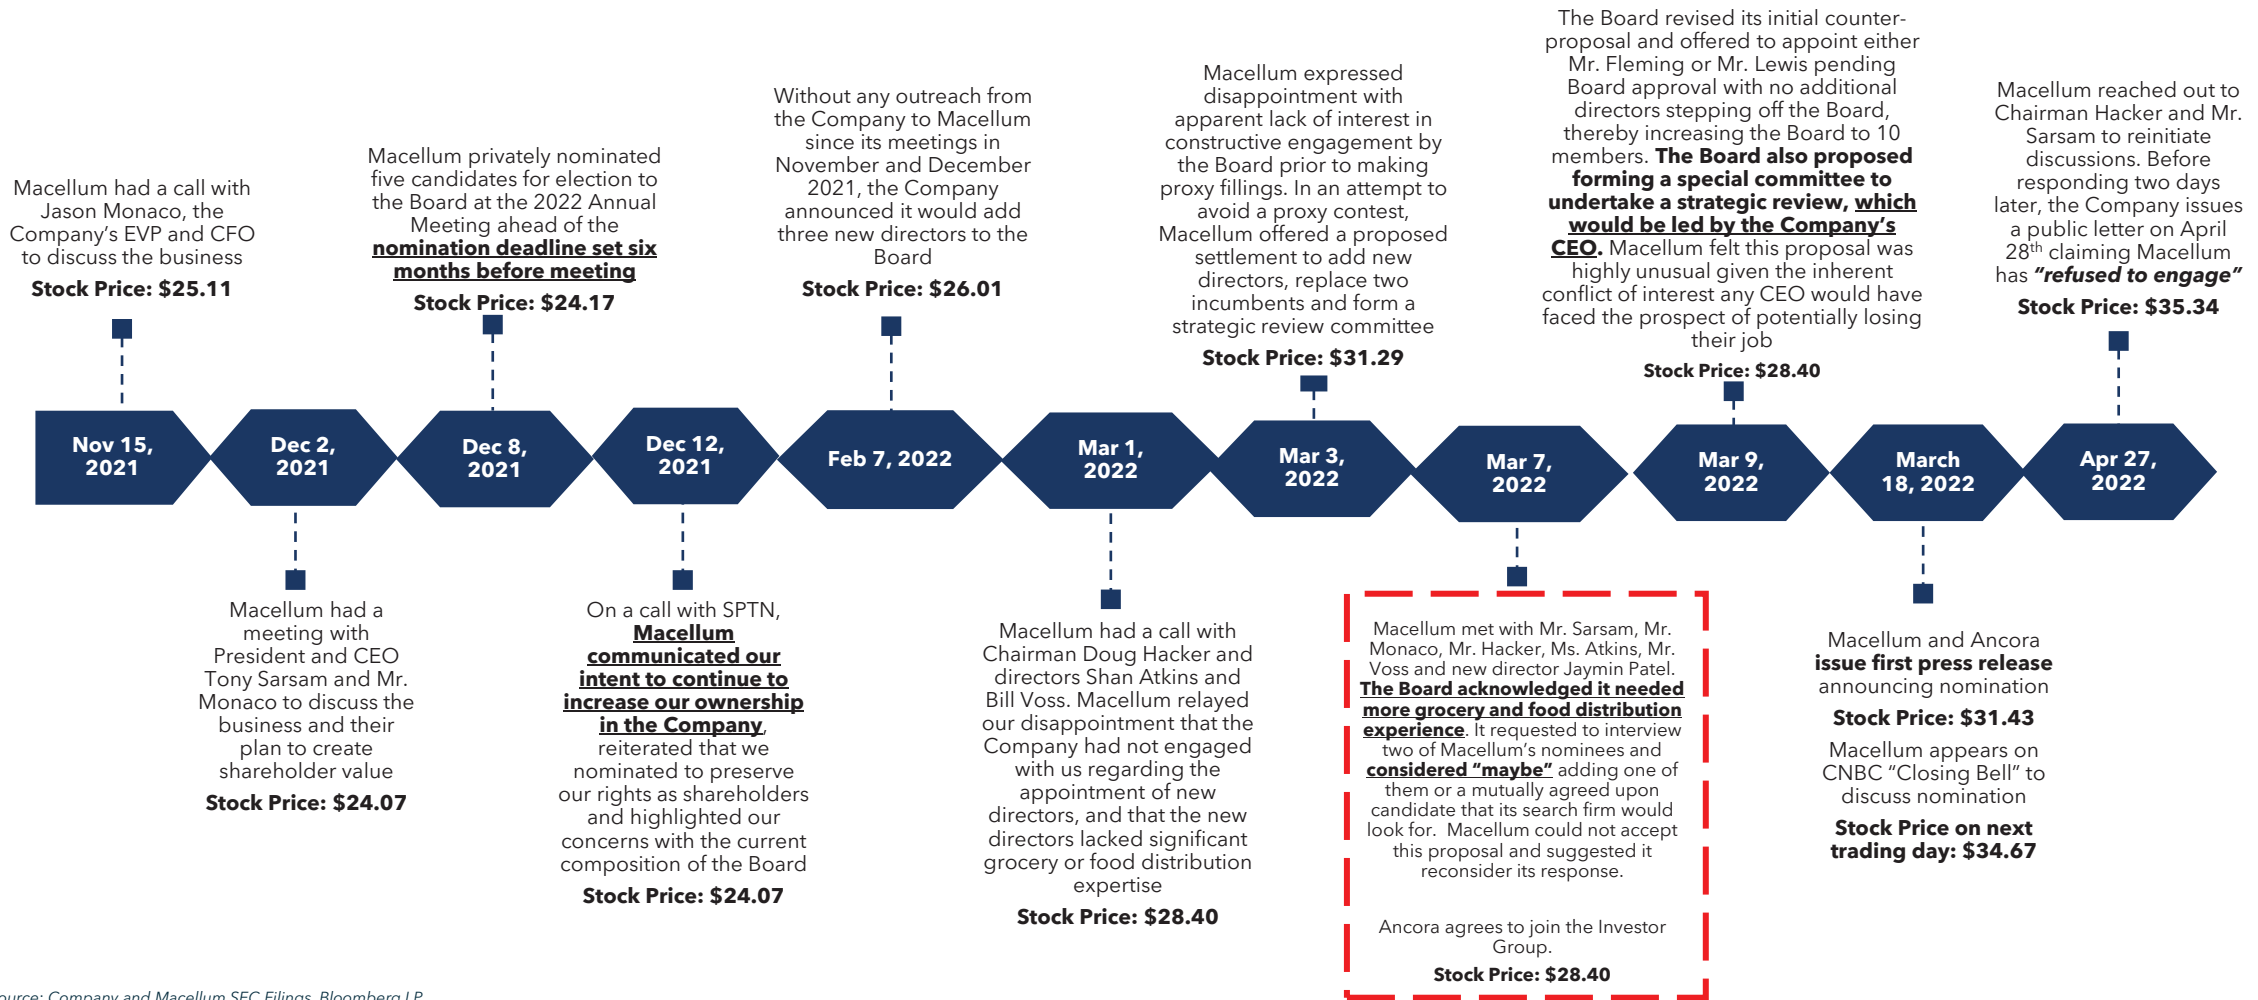 Macellum had a call with
Jason Monaco, the
Company's EVP and CFO
to discuss the business
Stock Price: $25.11
Macellum privately nominated
five candidates for election to
the Board at the 2022 Annual
Meeting ahead of the
nomination deadline set six
months before meeting
Stock Price: $24.17
Without any outreach from
the Company to Macellum
since its meetings in
November and December
2021, the Company
announced it would add
three new directors to the
Board
Stock Price: $26.01
Macellum expressed
disappointment with
apparent lack of interest in
constructive engagement by
the Board prior to making
proxy fillings. In an attempt to
avoid a proxy contest,
Macellum offered a proposed
settlement to add new
directors, replace two
incumbents and form a
strategic review committee
Stock Price: $31.29
The Board revised its initial counter-
proposal and offered to appoint either
Mr. Fleming or Mr. Lewis pending
Board approval with no additional
directors stepping off the Board,
thereby increasing the Board to 10
members. The Board also proposed
forming a special committee to
undertake a strategic review, which
would be led by the Company's
CEO. Macellum felt this proposal was
highly unusual given the inherent
conflict of interest any CEO would have
faced the prospect of potentially losing
their job
Stock Price: $28.40
Macellum reached out to
Chairman Hacker and Mr.
Sarsam to reinitiate
discussions. Before
responding two days
later, the Company issues
a public letter on April
28th claiming Macellum
has "refused to engage"
Stock Price: $35.34
Nov 15,
2021
Dec 2,
2021
Dec 8,
2021
Dec 12,
2021
Feb 7, 2022
Mar 1,
2022
Mar 3,
2022
Mar 7,
2022
Mar 9,
2022
March
18, 2022
Apr 27,
2022
Macellum had a
meeting with
President and CEO
Tony Sarsam and Mr.
Monaco to discuss the
business and their
plan to create
shareholder value
Stock Price: $24.07
On a call with SPTN,
Macellum
communicated our
intent to continue to
increase our ownership
in the Company,
reiterated that we
nominated to preserve
our rights as shareholders
and highlighted our
concerns with the current
composition of the Board
Stock Price: $24.07
Macellum had a call with
Chairman Doug Hacker and
directors Shan Atkins and
Bill Voss. Macellum relayed
our disappointment that the
Company had not engaged
with us regarding the
appointment of new
directors, and that the new
directors lacked significant
grocery or food distribution
expertise
Stock Price: $28.40
Macellum met with Mr. Sarsam, Mr.
Monaco, Mr. Hacker, Ms. Atkins, Mr.
Voss and new director Jaymin Patel.
The Board acknowledged it needed
more grocery and food distribution
experience. It requested to interview
two of Macellum's nominees and
considered "maybe" adding one of
them or a mutually agreed upon
candidate that its search firm would
look for. Macellum could not accept
this proposal and suggested it
reconsider its response.
Ancora agrees to join the Investor
Group.
Stock Price: $28.40
Macellum and Ancora
issue first press release
announcing nomination
Stock Price: $31.43
Macellum appears on
CNBC "Closing Bell" to
discuss nomination
Stock Price on next
trading day: $34.67
ource: Company and Macellum SEC Filings, Bloomberg LP